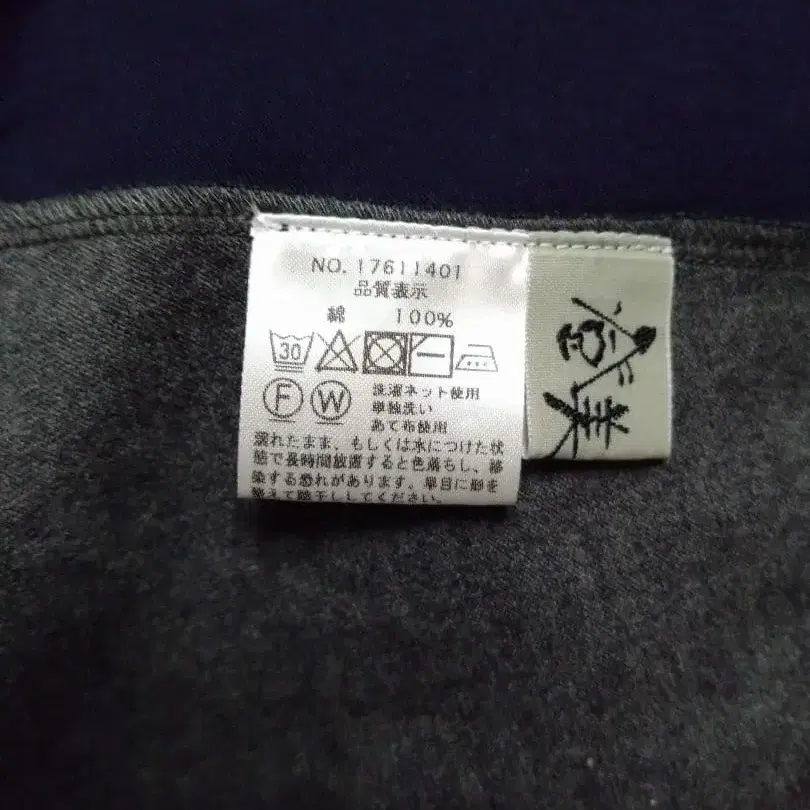 NO. 17611401
品質表示
綿 100%
30
F W
洗濯ネット使用
単独洗い
あて布使用
濡れたまま、もしくは水につけた状
態で長時間放置すると色落ちし、移
染する恐れがあります。早目に形を
整えて陰干ししてください。